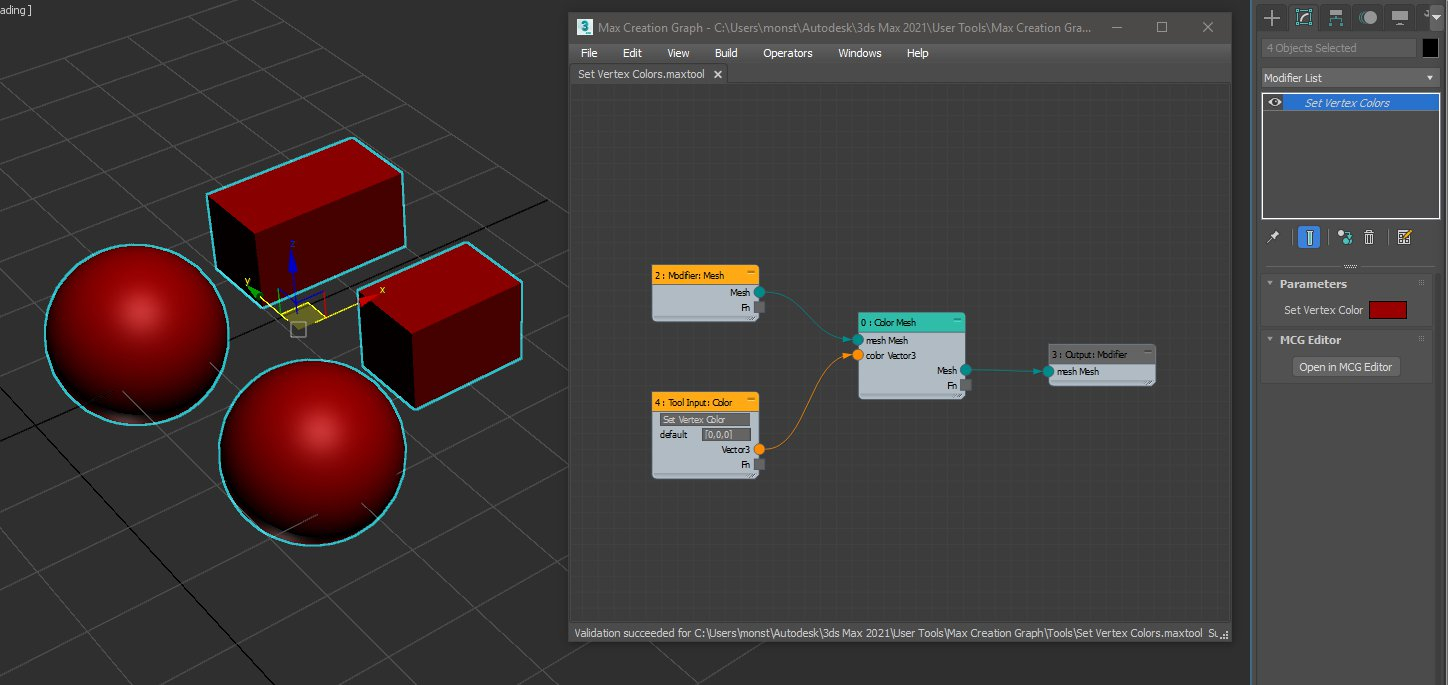 ading ]
z
y
x
3
Max Creation Graph - C:\Users\monst\Autodesk\3ds Max 2021\User Tools\Max Creation Gra...
File Edit View Build Operators Windows Help
Set Vertex Colors.maxtool
2 : Modifier: Mesh
Mesh
Fn
4 : Tool Input: Color
Set Vertex Color
default [0,0,0]
Vector3
Fn
0 : Color Mesh
mesh Mesh
color Vector3
Mesh
Fn
3 : Output: Modifier
mesh Mesh
Validation succeeded for C:\Users\monst\Autodesk\3ds Max 2021\User Tools\Max Creation Graph\Tools\Set Vertex Colors.maxtool Su
4 Objects Selected
Modifier List
Set Vertex Colors
Parameters
Set Vertex Color
MCG Editor
Open in MCG Editor